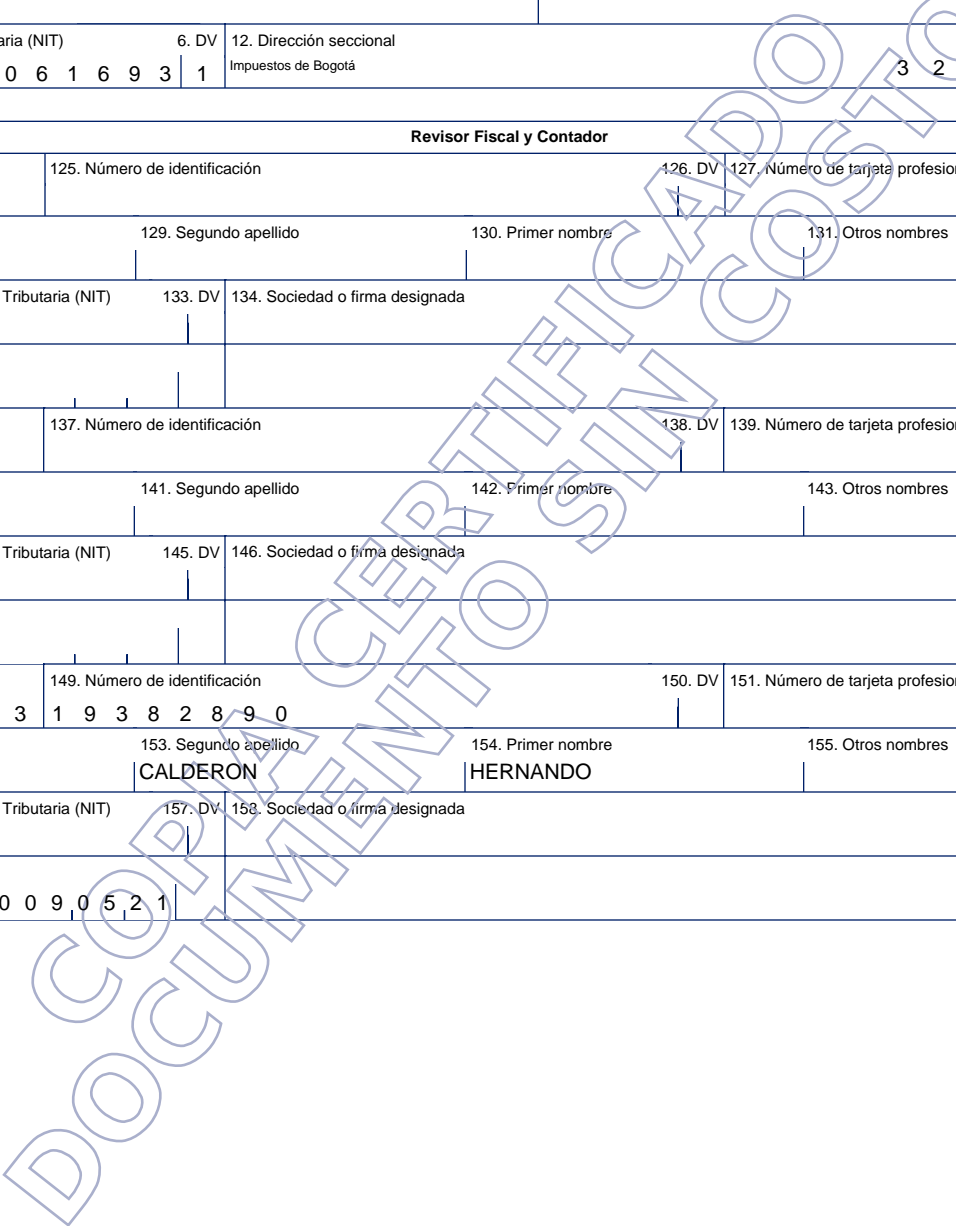 aria (NIT) 6. DV 12. Dirección seccional
0 6 1 6 9 3 1 Impuestos de Bogotá 3 2
Revisor Fiscal y Contador
125. Número de identificación 126. DV 127. Número de tarjeta profesion
129. Segundo apellido 130. Primer nombre 131. Otros nombres
Tributaria (NIT) 133. DV 134. Sociedad o firma designada
137. Número de identificación 138. DV 139. Número de tarjeta profesion
141. Segundo apellido 142. Primer nombre 143. Otros nombres
Tributaria (NIT) 145. DV 146. Sociedad o firma designada
149. Número de identificación 150. DV 151. Número de tarjeta profesion
3 1 9 3 8 2 8 9 0
153. Segundo apellido 154. Primer nombre 155. Otros nombres
CALDERON HERNANDO
Tributaria (NIT) 157. DV 158. Sociedad o firma designada
0 0 9 0 5 2 1
COPIA CERTIFICADO
DOCUMENTO SIN COSTO